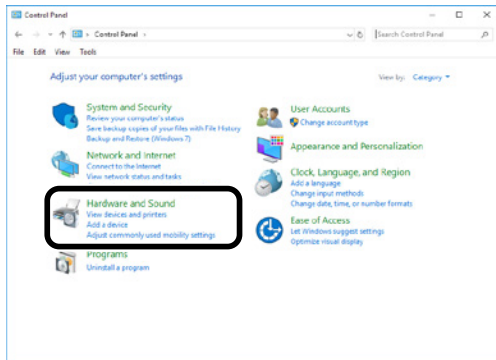 Control Panel
Control Panel
Search Control Panel
File Edit View Tools
Adjust your computer's settings
View by: Category
System and Security
Review your computer's status
Save backup copies of your files with File History
Backup and Restore (Windows 7)
Network and Internet
Connect to the Internet
View network status and tasks
Hardware and Sound
View devices and printers
Add a device
Adjust commonly used mobility settings
Programs
Uninstall a program
User Accounts
Change account type
Appearance and Personalization
Clock, Language, and Region
Add a language
Change input methods
Change date, time, or number formats
Ease of Access
Let Windows suggest settings
Optimize visual display